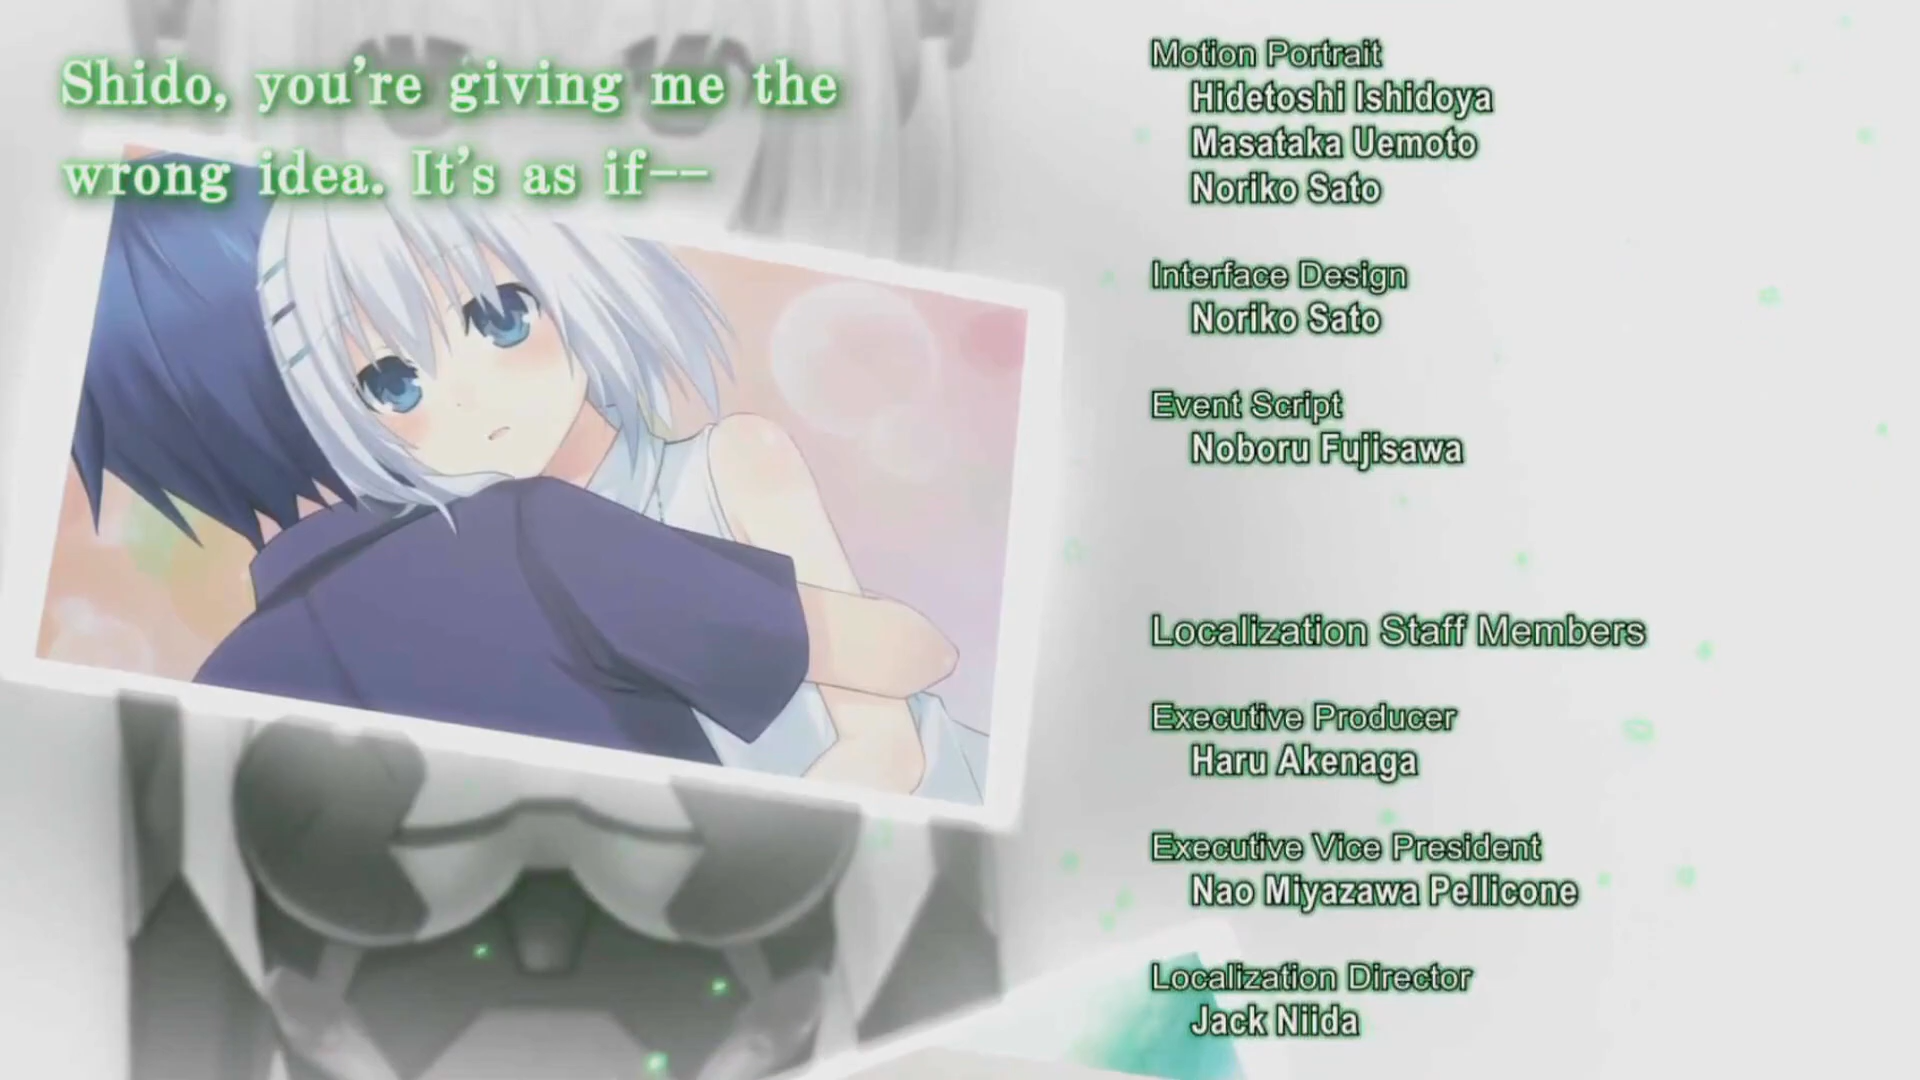 Shido, you're giving me the
wrong idea. It's as if--
Motion Portrait
Hidetoshi Ishidoya
Masataka Uemoto
Noriko Sato
Interface Design
Noriko Sato
Event Script
Noboru Fujisawa
Localization Staff Members
Executive Producer
Haru Akenaga
Executive Vice President
Nao Miyazawa Pellicone
Localization Director
Jack Niida